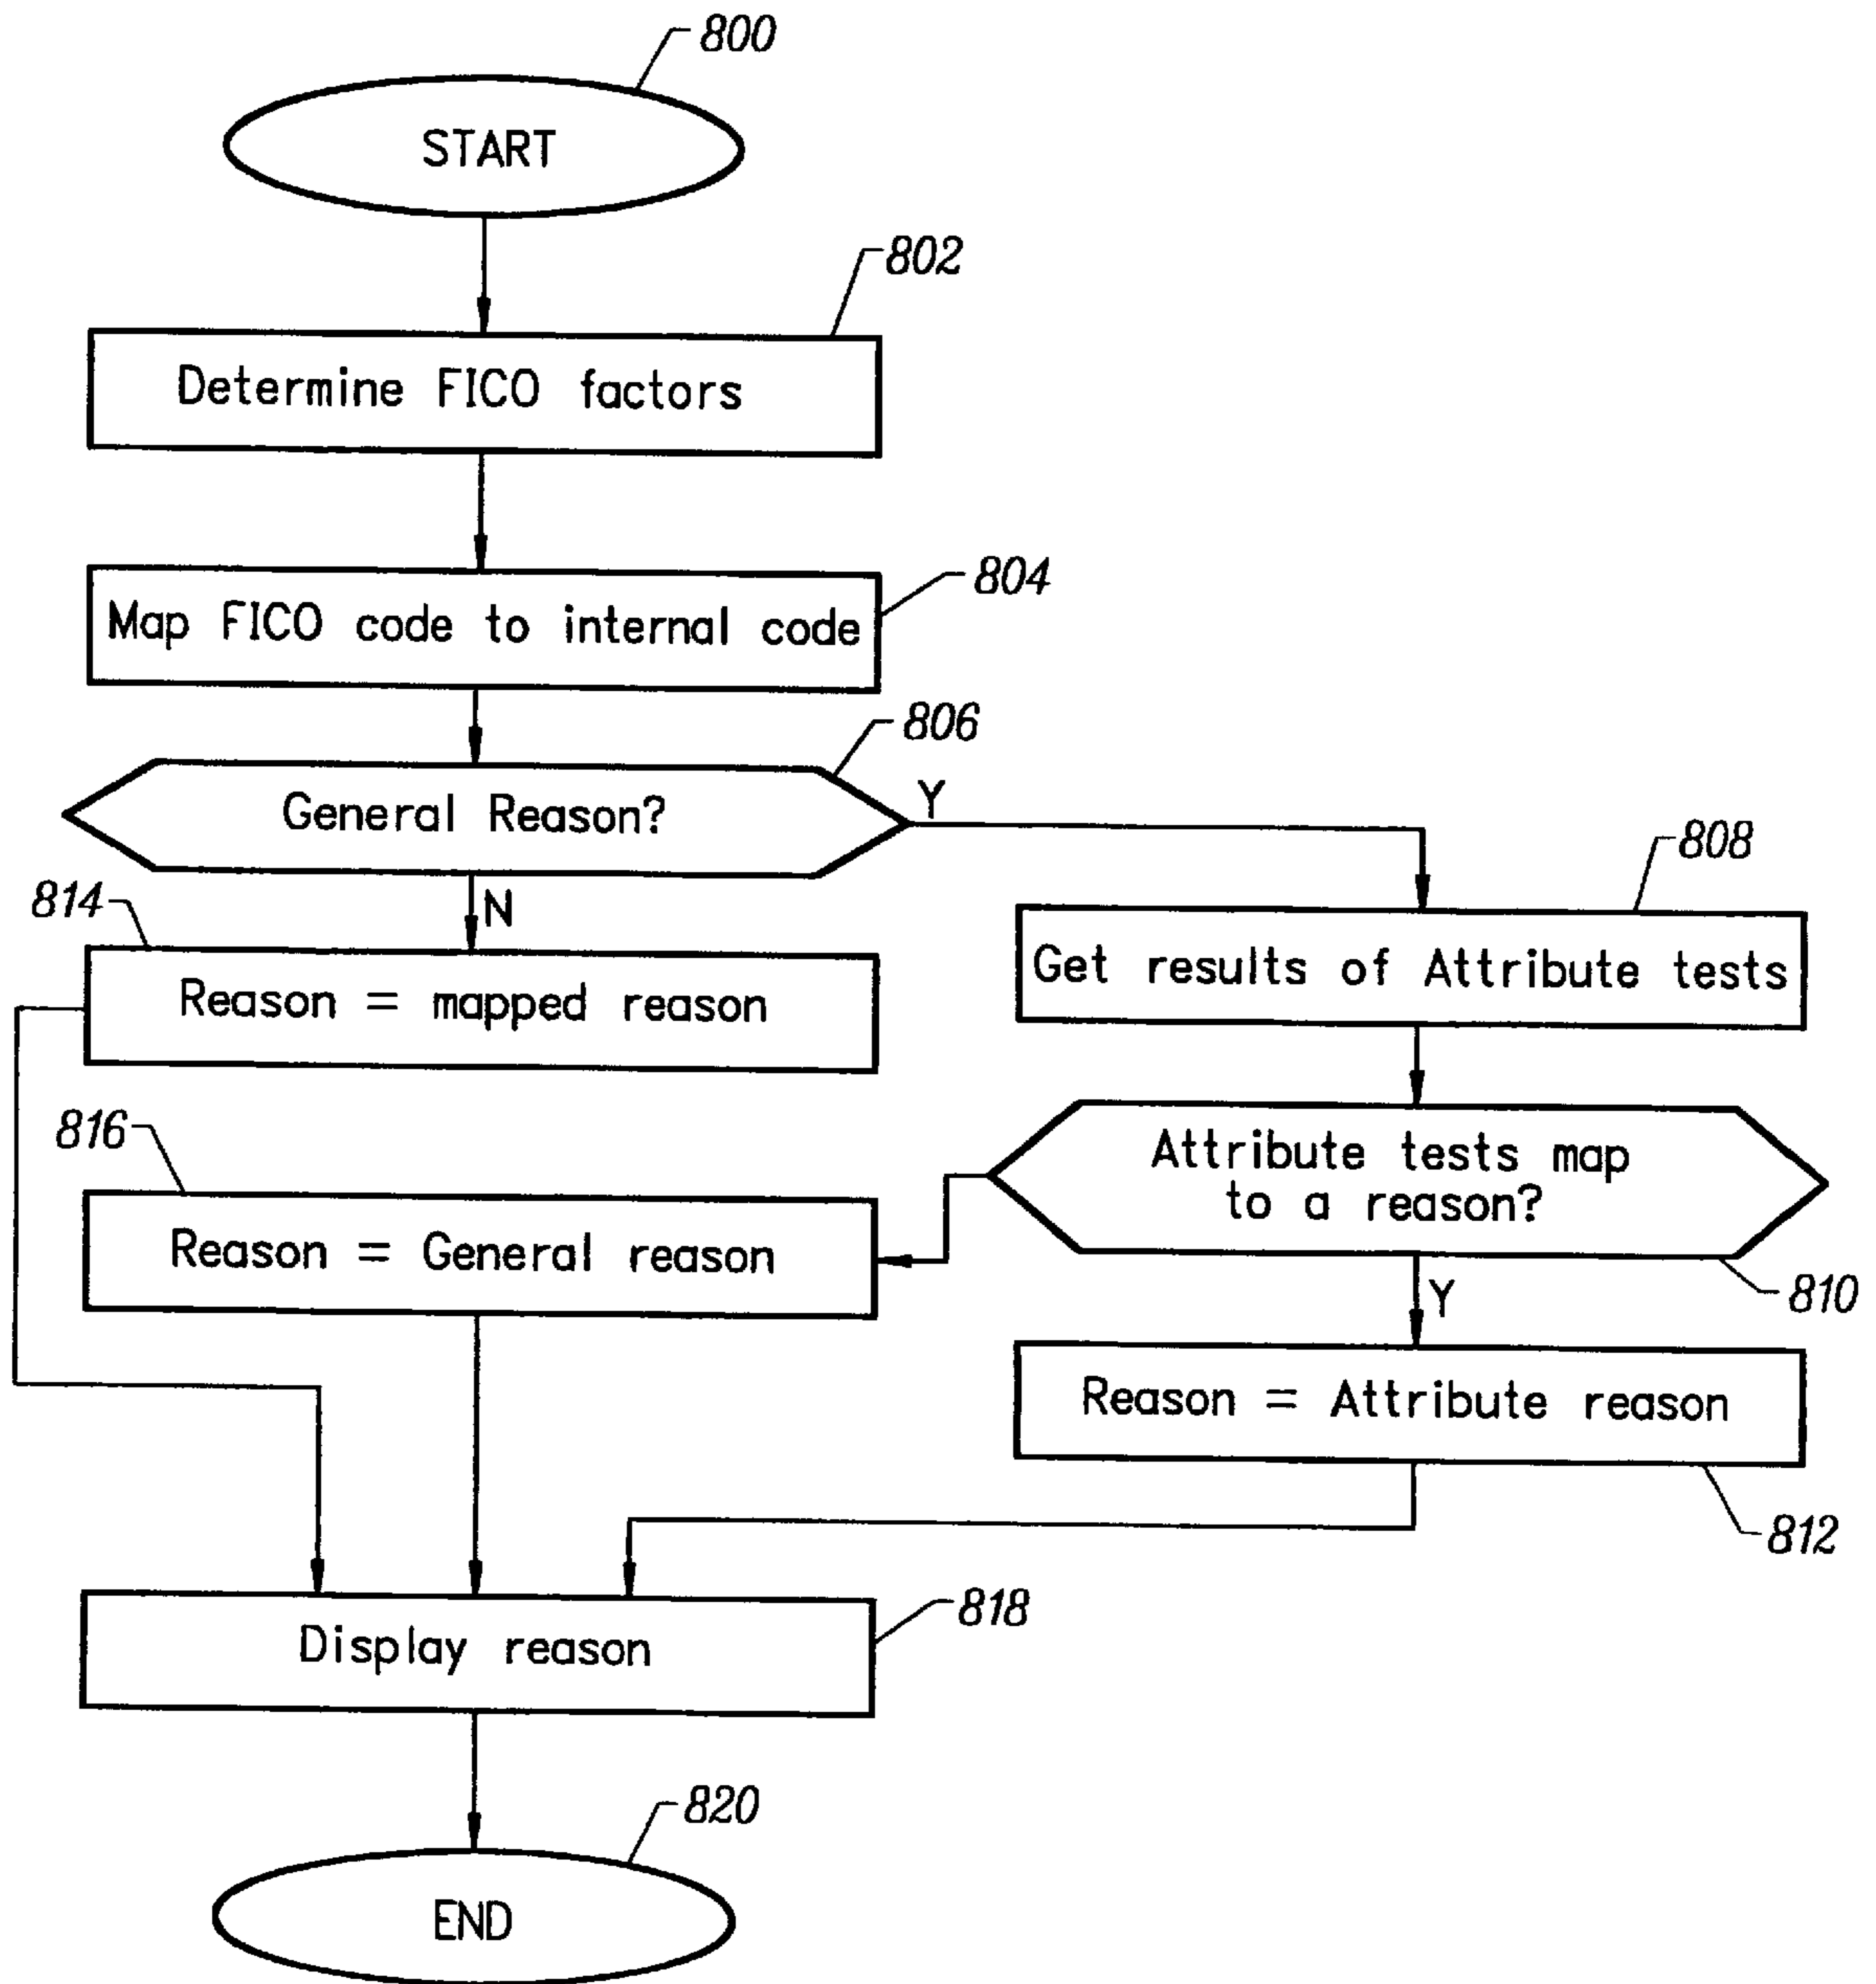 800
START
802
Determine FICO factors
804
Map FICO code to internal code
806
General Reason?
Y
N
808
Get results of Attribute tests
814
Reason = mapped reason
810
Attribute tests map
to a reason?
Y
816
Reason = General reason
812
Reason = Attribute reason
818
Display reason
820
END